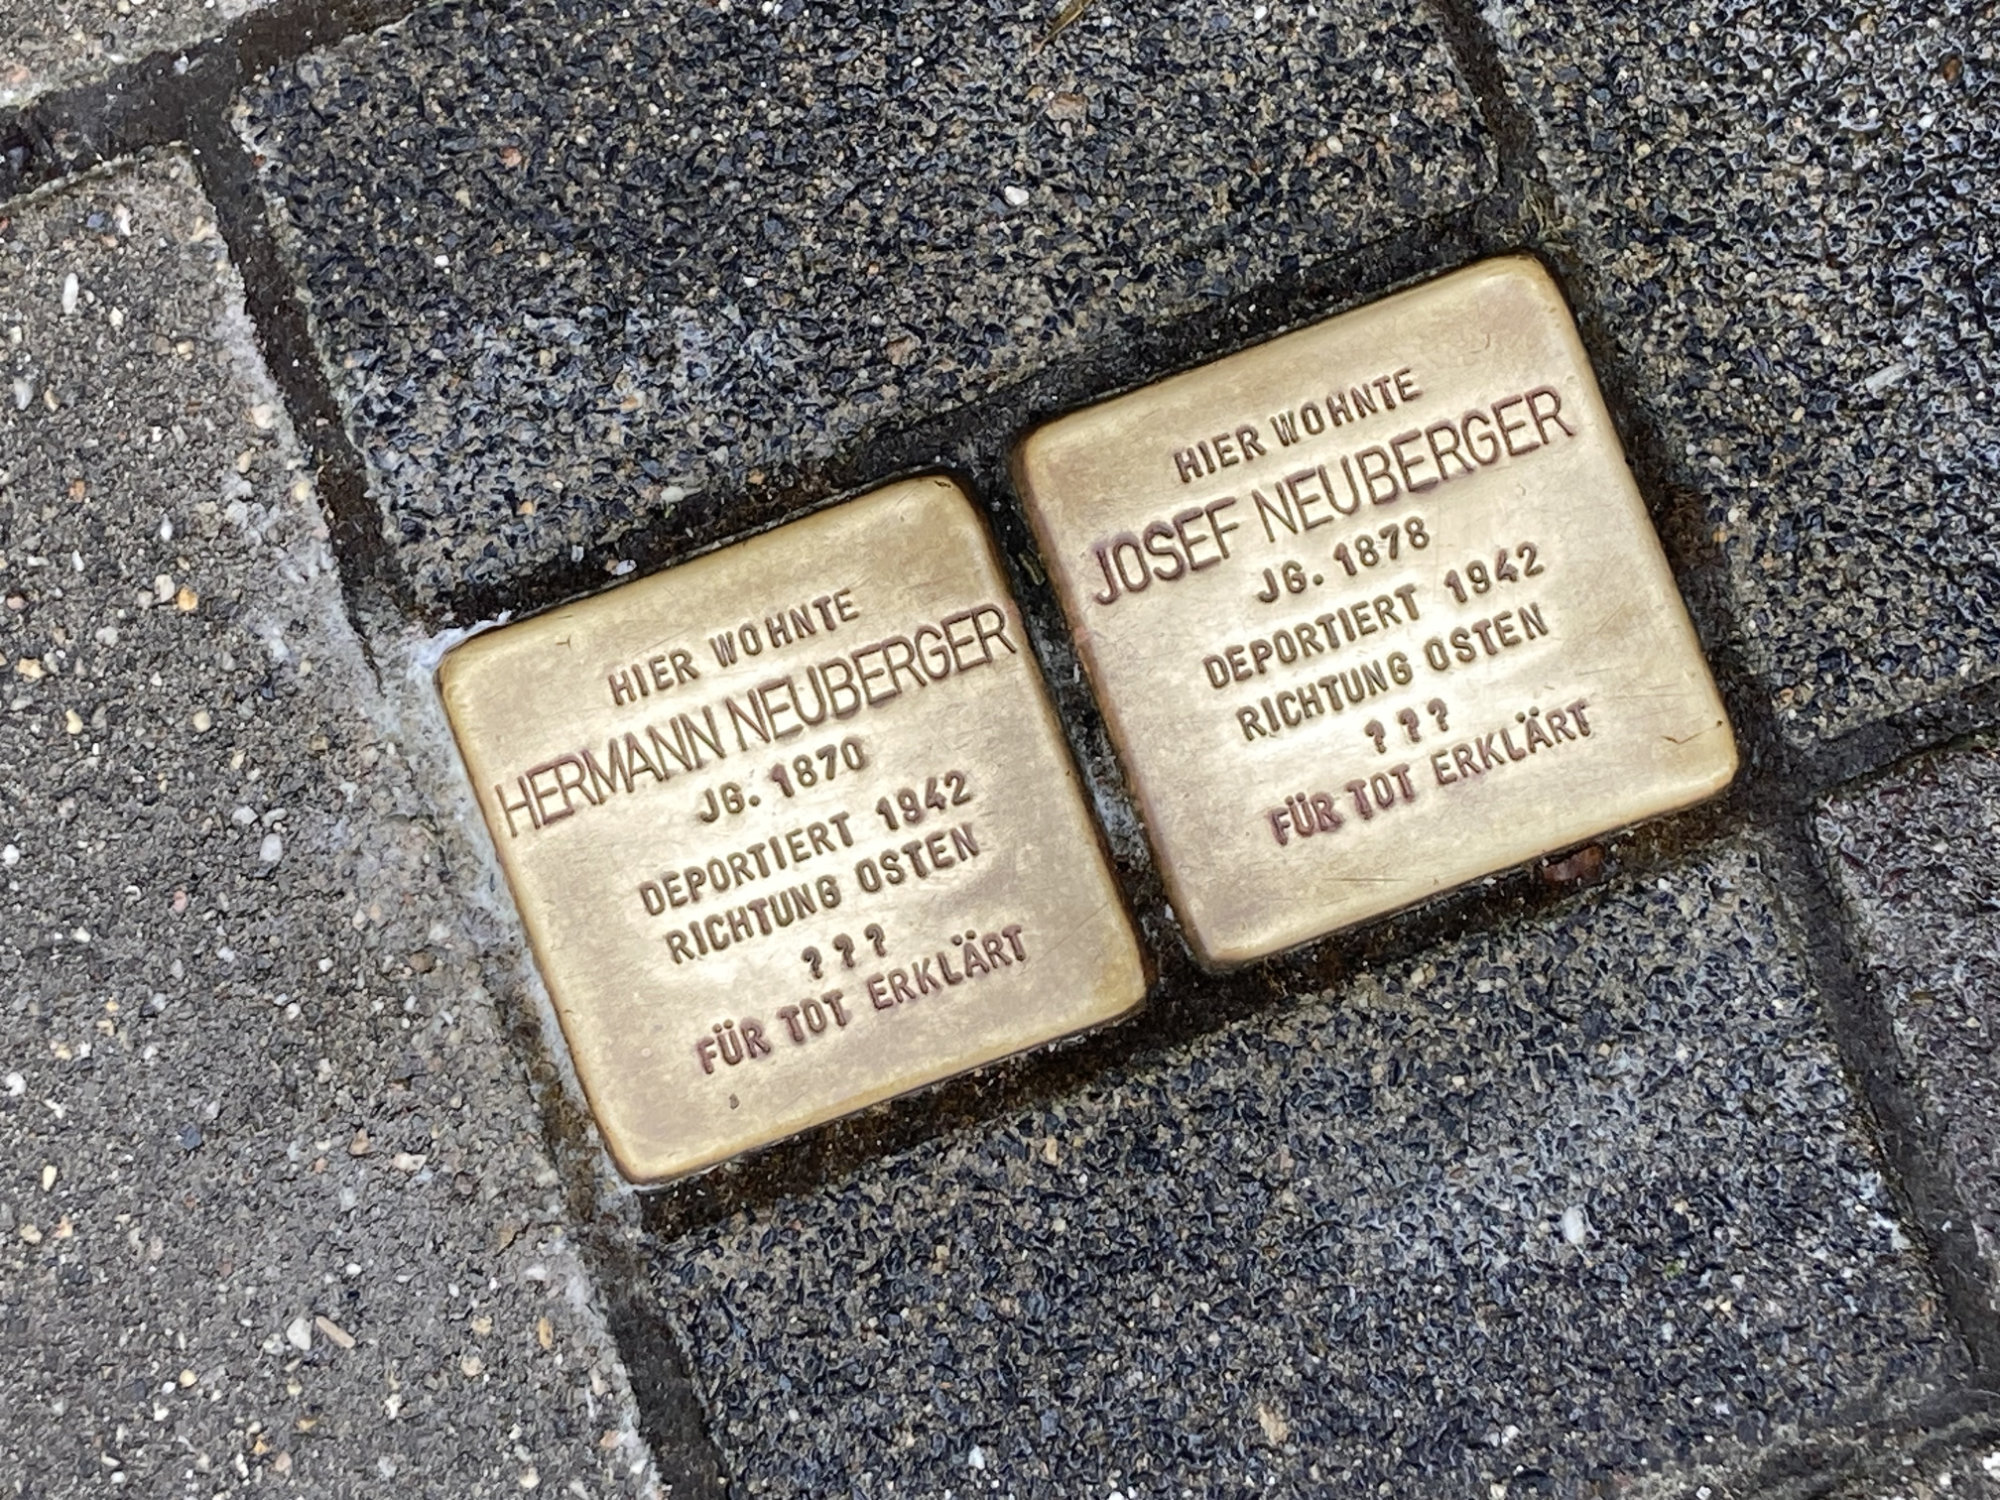 HIER WOHNTE
HERMANN NEUBERGER
JG. 1870
DEPORTIERT 1942
RICHTUNG OSTEN
???
FÜR TOT ERKLÄRT
HIER WOHNTE
JOSEF NEUBERGER
JG. 1878
DEPORTIERT 1942
RICHTUNG OSTEN
???
FÜR TOT ERKLÄRT